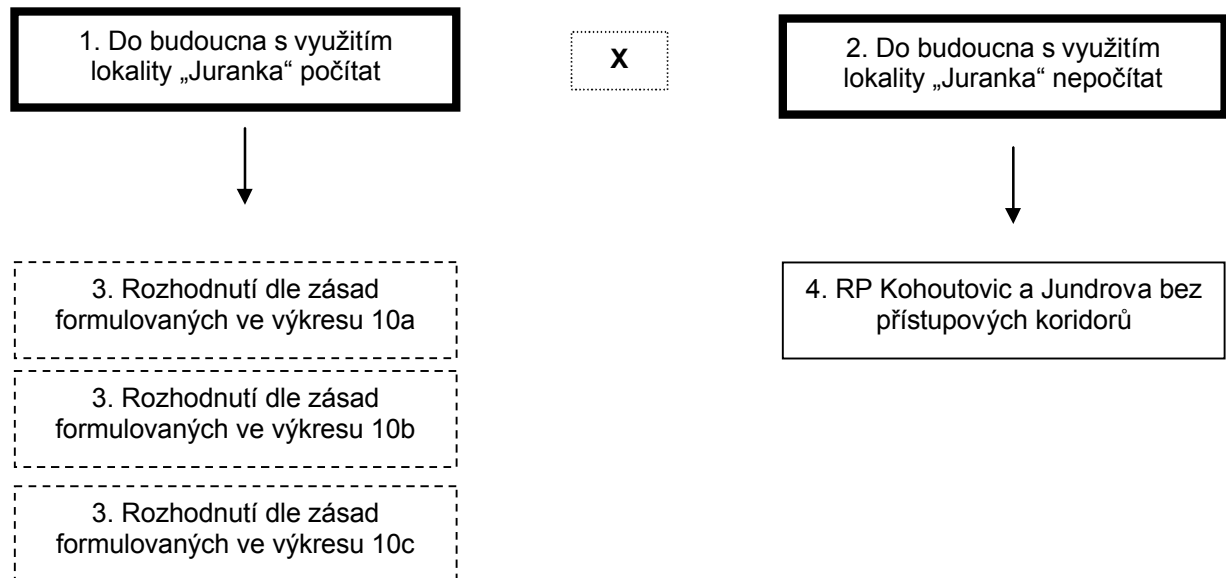 1. Do budoucna s využitím
lokality „Juranka“ počítat
X
2. Do budoucna s využitím
lokality „Juranka“ nepočítat
3. Rozhodnutí dle zásad
formulovaných ve výkresu 10a
4. RP Kohoutovic a Jundrova bez
přístupových koridorů
3. Rozhodnutí dle zásad
formulovaných ve výkresu 10b
3. Rozhodnutí dle zásad
formulovaných ve výkresu 10c